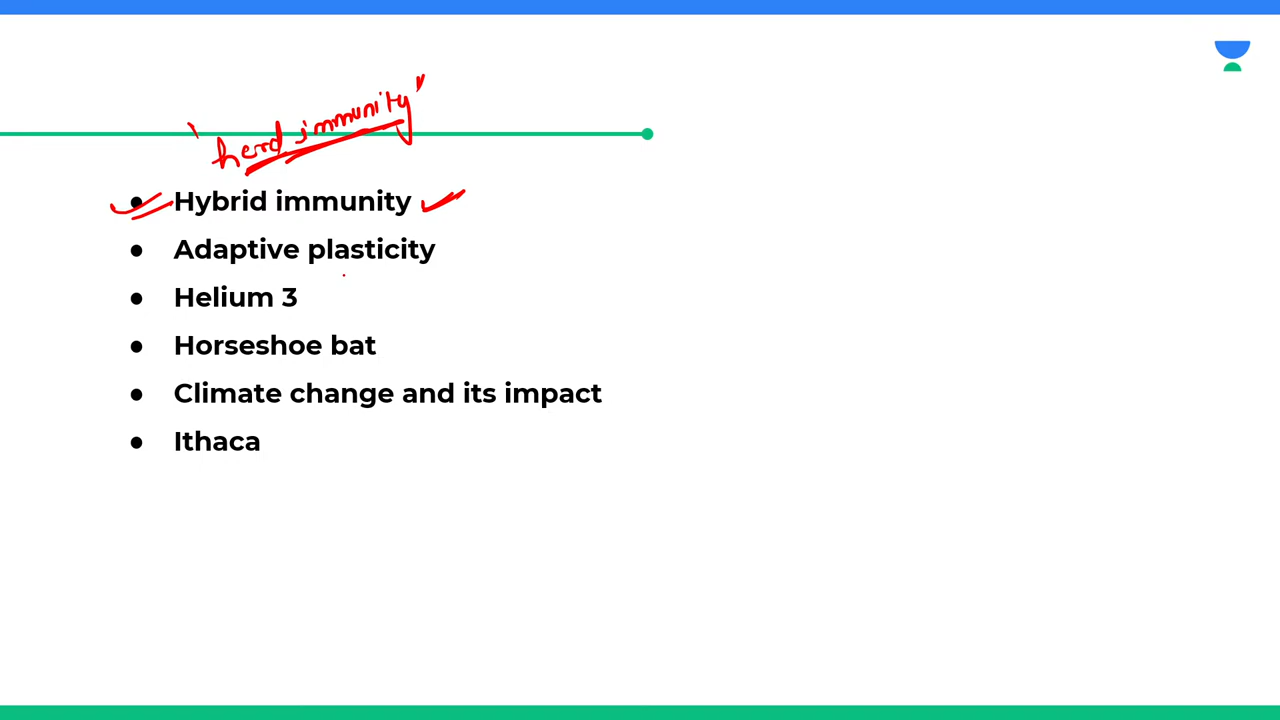 "herd immunity"
● Hybrid immunity
● Adaptive plasticity
● Helium 3
● Horseshoe bat
● Climate change and its impact
● Ithaca